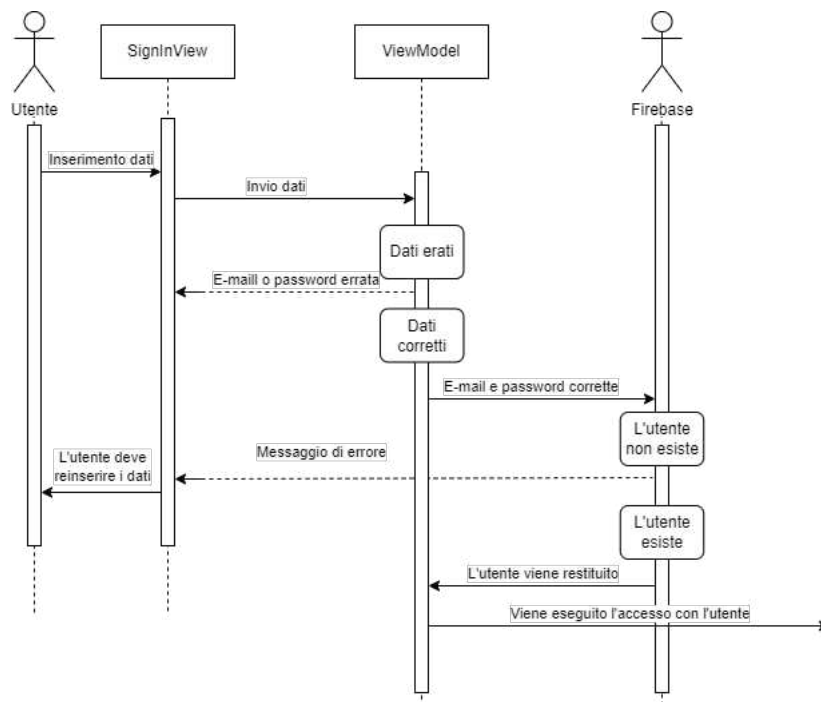 SignInView
ViewModel
Utente
Firebase
Inserimento dati
Invio dati
Dati erati
E-maill o password errata
Dati
corretti
E-mail e password corrette
L'utente
non esiste
Messaggio di errore
L'utente deve
reinserire i dati
L'utente
esiste
L'utente viene restituito
Viene eseguito l'accesso con l'utente